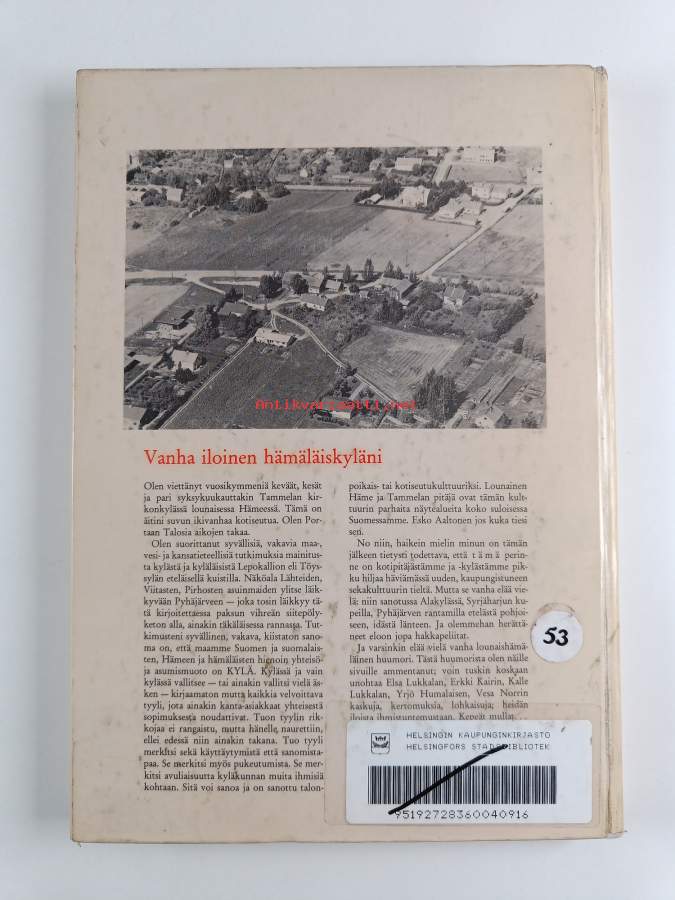 Antikvariaatti.net
Vanha iloinen hämäläiskyläni
Olen viettänyt vuosikymmeniä keväät, kesät
ja pari syksykuukauttakin Tammelan kir-
konkylässä lounaisessa Hämeessä. Tämä on
äitini suvun ikivanhaa kotiseutua. Olen Por-
taan Talosia aikojen takaa.
Olen suorittanut syvällisiä, vakavia maa-,
vesi- ja kansatieteellisiä tutkimuksia mainitus-
ta kylästä ja kyläläisistä Lepokallion eli Töys-
sylän eteläisellä kuistilla. Näköala Lähteiden,
Viitasten, Pirhosten asuinmaiden ylitse läik-
kyvään Pyhäjärveen — joka tosin läikkyy tä-
tä kirjoitettaessa paksun vihreän siitepöly-
keton alla, ainakin täkäläisessä rannassa. Tut-
kimusteni syvällinen, vakava, kiistaton sano-
ma on, että maamme Suomen ja suomalais-
ten, Hämeen ja hämäläisten hienoin yhteisö-
ja asumismuoto on KYLÄ. Kylässä ja vain
kylässä vallitsee — tai ainakin vallitsi vielä äs-
ken — kirjaamaton mutta kaikkia velvoittava
tyyli, jota ainakin kanta-asiakkaat yhteisestä
sopimuksesta noudattivat. Tuon tyylin rik-
kojaa ei rangaistu, mutta hänelle naurettiin,
ellei edessä niin ainakin takana. Tuo tyyli
merkitsi sekä käyttäytymistä että sanomista-
paa. Se merkitsi myös pukeutumista. Se mer-
kitsi avuliaisuutta kyläkunnan muita ihmisiä
kohtaan. Sitä voi sanoa ja on sanottu talon-
poikais- tai kotiseutukulttuuriksi. Lounainen
Häme ja Tammelan pitäjä ovat tämän kult-
tuurin parhaita näytealueita koko suloisessa
Suomessamme. Esko Aaltonen jos kuka tiesi
sen.
No niin, haikein mielin minun on tämän
jälkeen tietysti todettava, että tämä perin-
ne on kotipitäjästämme ja -kylästämme pik-
ku hiljaa häviämässä uuden, kaupungistuneen
sekakulttuurin tieltä. Mutta se vanha elää vie-
lä: niin sanotussa Alakylässä, Syrjäharjun ku-
peilla, Pyhäjärven rantamilla etelästä pohjoi-
seen, idästä länteen. Ja olemmehan herättä-
neet eloon jopa hakkapeliitat.
Ja varsinkin elää vielä vanha lounaishämä-
läinen huumori. Tästä huumorista olen näille
sivuille ammentanut; voin tuskin koskaan
unohtaa Elsa Lukkalan, Erkki Kairin, Kalle
Lukkalan, Yrjö Humalaisen, Vesa Norrin
kaskuja, kertomuksia, lohkaisuja; heidän
iloista ihmistuntemustaan. Kepeät mullat...
53
HELSINGIN KAUPUNGINKIRJASTO
HELSINGFORS STADSBIBLIOTEK
95192728360040916